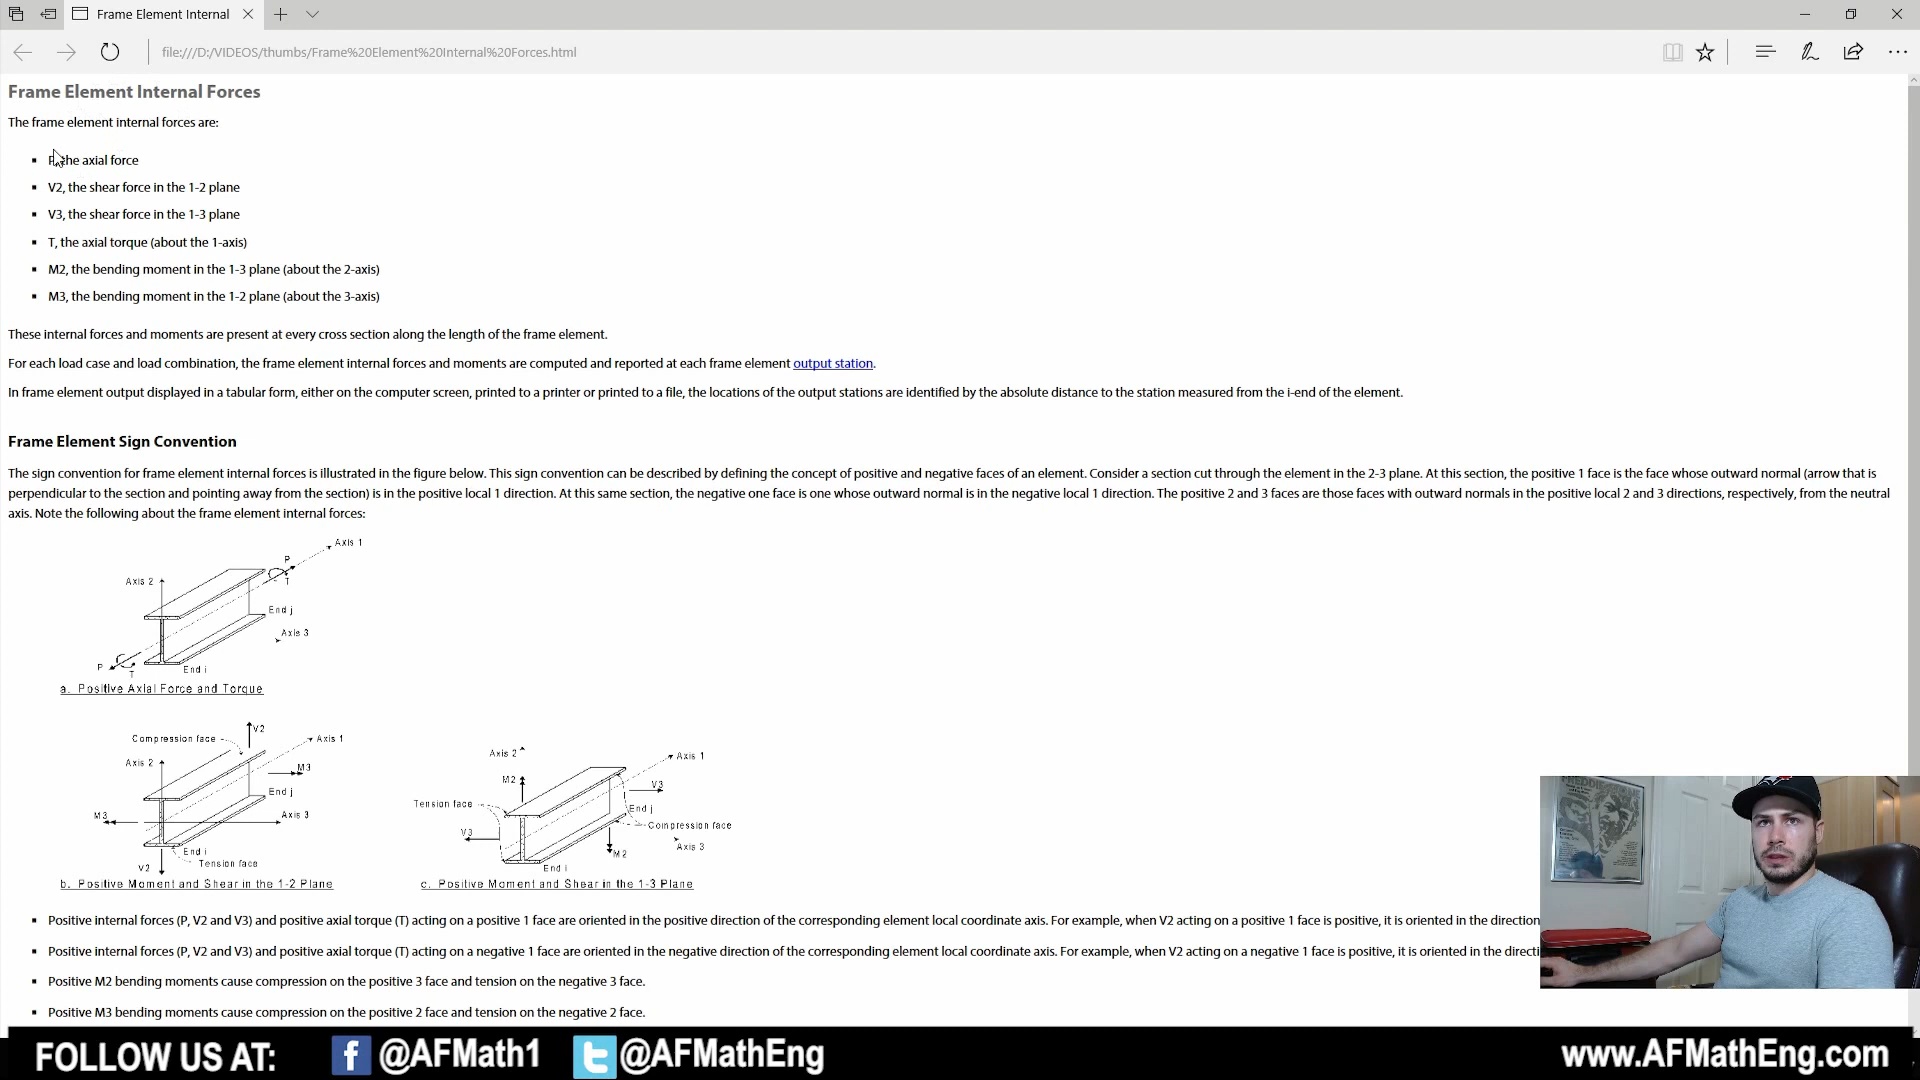 Frame Element Internal
file:///D:/VIDEOS/thumbs/Frame%20Element%20Internal%20Forces.html
Frame Element Internal Forces
The frame element internal forces are:
the axial force
V2, the shear force in the 1-2 plane
V3, the shear force in the 1-3 plane
T, the axial torque (about the 1-axis)
M2, the bending moment in the 1-3 plane (about the 2-axis)
M3, the bending moment in the 1-2 plane (about the 3-axis)
These internal forces and moments are present at every cross section along the length of the frame element.
For each load case and load combination, the frame element internal forces and moments are computed and reported at each frame element output station.
In frame element output displayed in a tabular form, either on the computer screen, printed to a printer or printed to a file, the locations of the output stations are identified by the absolute distance to the station measured from the i-end of the element.
Frame Element Sign Convention
The sign convention for frame element internal forces is illustrated in the figure below. This sign convention can be described by defining the concept of positive and negative faces of an element. Consider a section cut through the element in the 2-3 plane. At this section, the positive 1 face is the face whose outward normal (arrow that is
perpendicular to the section and pointing away from the section) is in the positive local 1 direction. At this same section, the negative one face is one whose outward normal is in the negative local 1 direction. The positive 2 and 3 faces are those faces with outward normals in the positive local 2 and 3 directions, respectively, from the neutral
axis. Note the following about the frame element internal forces:
Axis 1
P
T
Axis 2
End j
Axis 3
P
T
End i
a. Positive Axial Force and Torque
V2
Compression face
Axis 1
Axis 2
M3
End j
M3
Axis 3
End i
Tension face
V2
b. Positive Moment and Shear in the 1-2 Plane
Axis 2
Axis 1
M2
V3
Tension face
End j
Compression face
V3
Axis 3
M2
End i
c. Positive Moment and Shear in the 1-3 Plane
Positive internal forces (P, V2 and V3) and positive axial torque (T) acting on a positive 1 face are oriented in the positive direction of the corresponding element local coordinate axis. For example, when V2 acting on a positive 1 face is positive, it is oriented in the direction
Positive internal forces (P, V2 and V3) and positive axial torque (T) acting on a negative 1 face are oriented in the negative direction of the corresponding element local coordinate axis. For example, when V2 acting on a negative 1 face is positive, it is oriented in the directi
Positive M2 bending moments cause compression on the positive 3 face and tension on the negative 3 face.
Positive M3 bending moments cause compression on the positive 2 face and tension on the negative 2 face.
FOLLOW US AT: f @AFMath1 t @AFMathEng www.AFMathEng.com